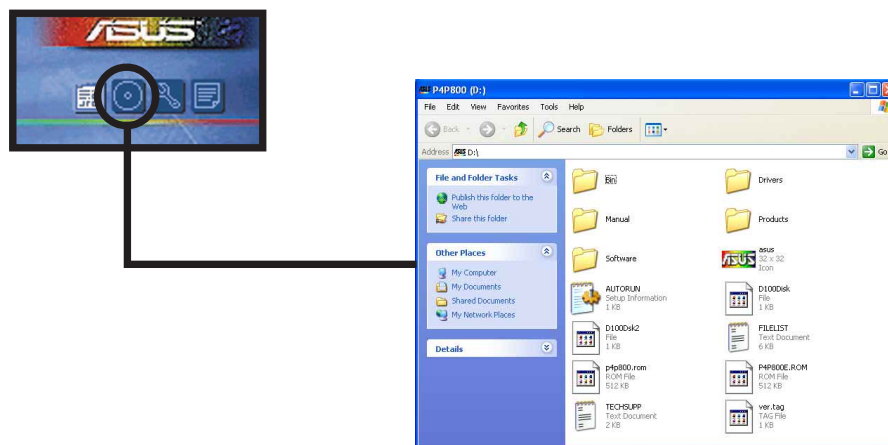 ASUS
P4P800 (D:)
File Edit View Favorites Tools Help
Back Search Folders
Address D:\ Go
File and Folder Tasks
Publish this folder to the
Web
Share this folder
Other Places
My Computer
My Documents
Shared Documents
My Network Places
Details
Bin
Drivers
Manual
Products
Software
asus
32 x 32
Icon
AUTORUN
Setup Information
1 KB
D100Disk
File
1 KB
D100Dsk2
File
1 KB
FILELIST
Text Document
6 KB
p4p800.rom
ROM File
512 KB
P4P800E.ROM
ROM File
512 KB
TECHSUPP
Text Document
2 KB
ver.tag
TAG File
1 KB